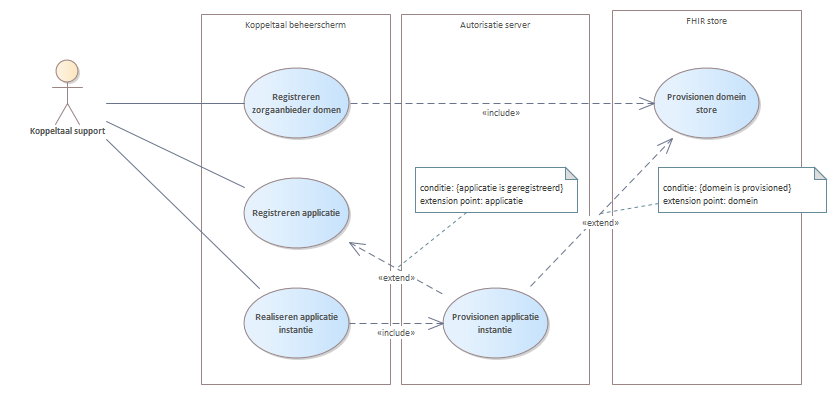 Koppeltaal beheerscherm
Autorisatie server
FHIR store
Koppeltaal support
Registreren
zorgaanbieder domen
«include»
Provisionen domein
store
conditie: {applicatie is geregistreerd}
extension point: applicatie
conditie: {domein is provisioned}
extension point: domein
Registreren applicatie
«extend»
«extend»
Realiseren applicatie
instantie
«include»
Provisionen applicatie
instantie